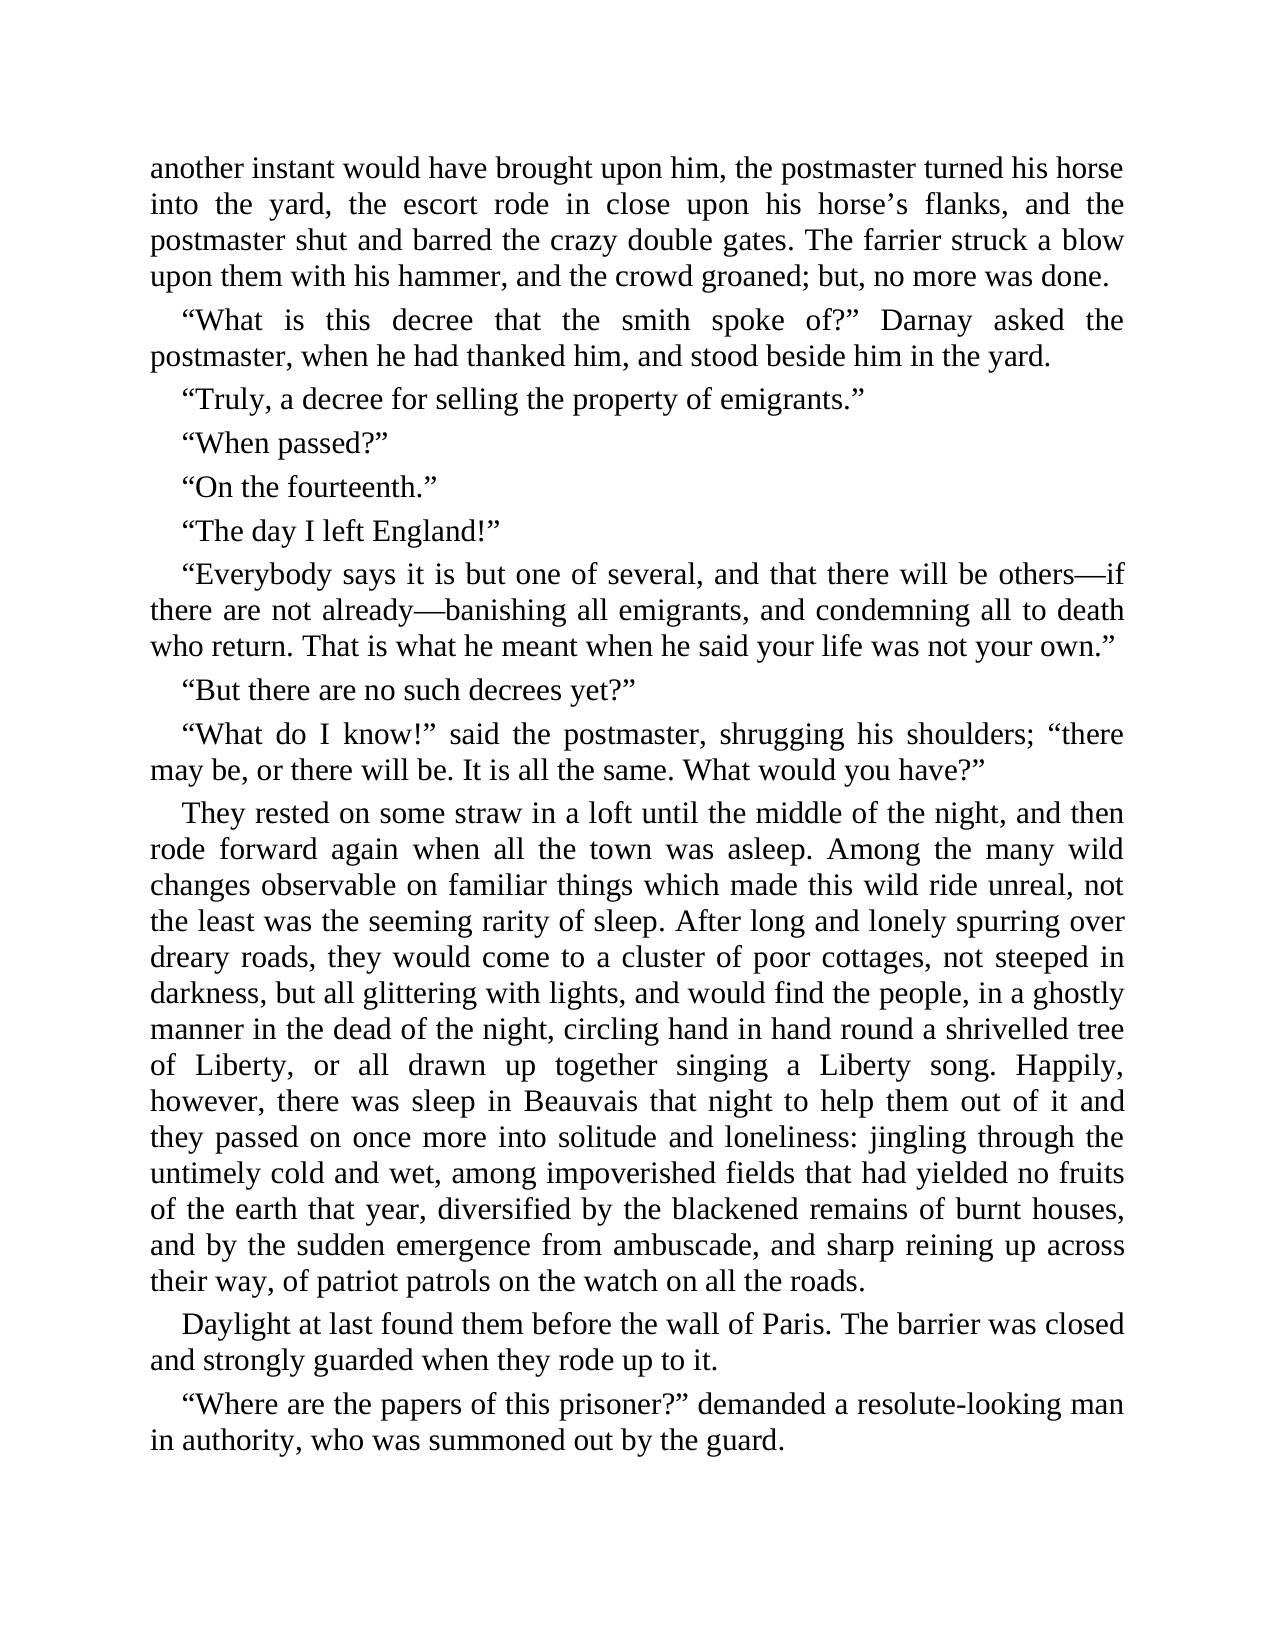 another instant would have brought upon him, the postmaster turned his horse
into the yard, the escort rode in close upon his horse’s flanks, and the
postmaster shut and barred the crazy double gates. The farrier struck a blow
upon them with his hammer, and the crowd groaned; but, no more was done.
“What is this decree that the smith spoke of?” Darnay asked the
postmaster, when he had thanked him, and stood beside him in the yard.
“Truly, a decree for selling the property of emigrants.”
“When passed?”
“On the fourteenth.”
“The day I left England!”
“Everybody says it is but one of several, and that there will be others—if
there are not already—banishing all emigrants, and condemning all to death
who return. That is what he meant when he said your life was not your own.”
“But there are no such decrees yet?”
“What do I know!” said the postmaster, shrugging his shoulders; “there
may be, or there will be. It is all the same. What would you have?”
They rested on some straw in a loft until the middle of the night, and then
rode forward again when all the town was asleep. Among the many wild
changes observable on familiar things which made this wild ride unreal, not
the least was the seeming rarity of sleep. After long and lonely spurring over
dreary roads, they would come to a cluster of poor cottages, not steeped in
darkness, but all glittering with lights, and would find the people, in a ghostly
manner in the dead of the night, circling hand in hand round a shrivelled tree
of Liberty, or all drawn up together singing a Liberty song. Happily,
however, there was sleep in Beauvais that night to help them out of it and
they passed on once more into solitude and loneliness: jingling through the
untimely cold and wet, among impoverished fields that had yielded no fruits
of the earth that year, diversified by the blackened remains of burnt houses,
and by the sudden emergence from ambuscade, and sharp reining up across
their way, of patriot patrols on the watch on all the roads.
Daylight at last found them before the wall of Paris. The barrier was closed
and strongly guarded when they rode up to it.
“Where are the papers of this prisoner?” demanded a resolute-looking man
in authority, who was summoned out by the guard.